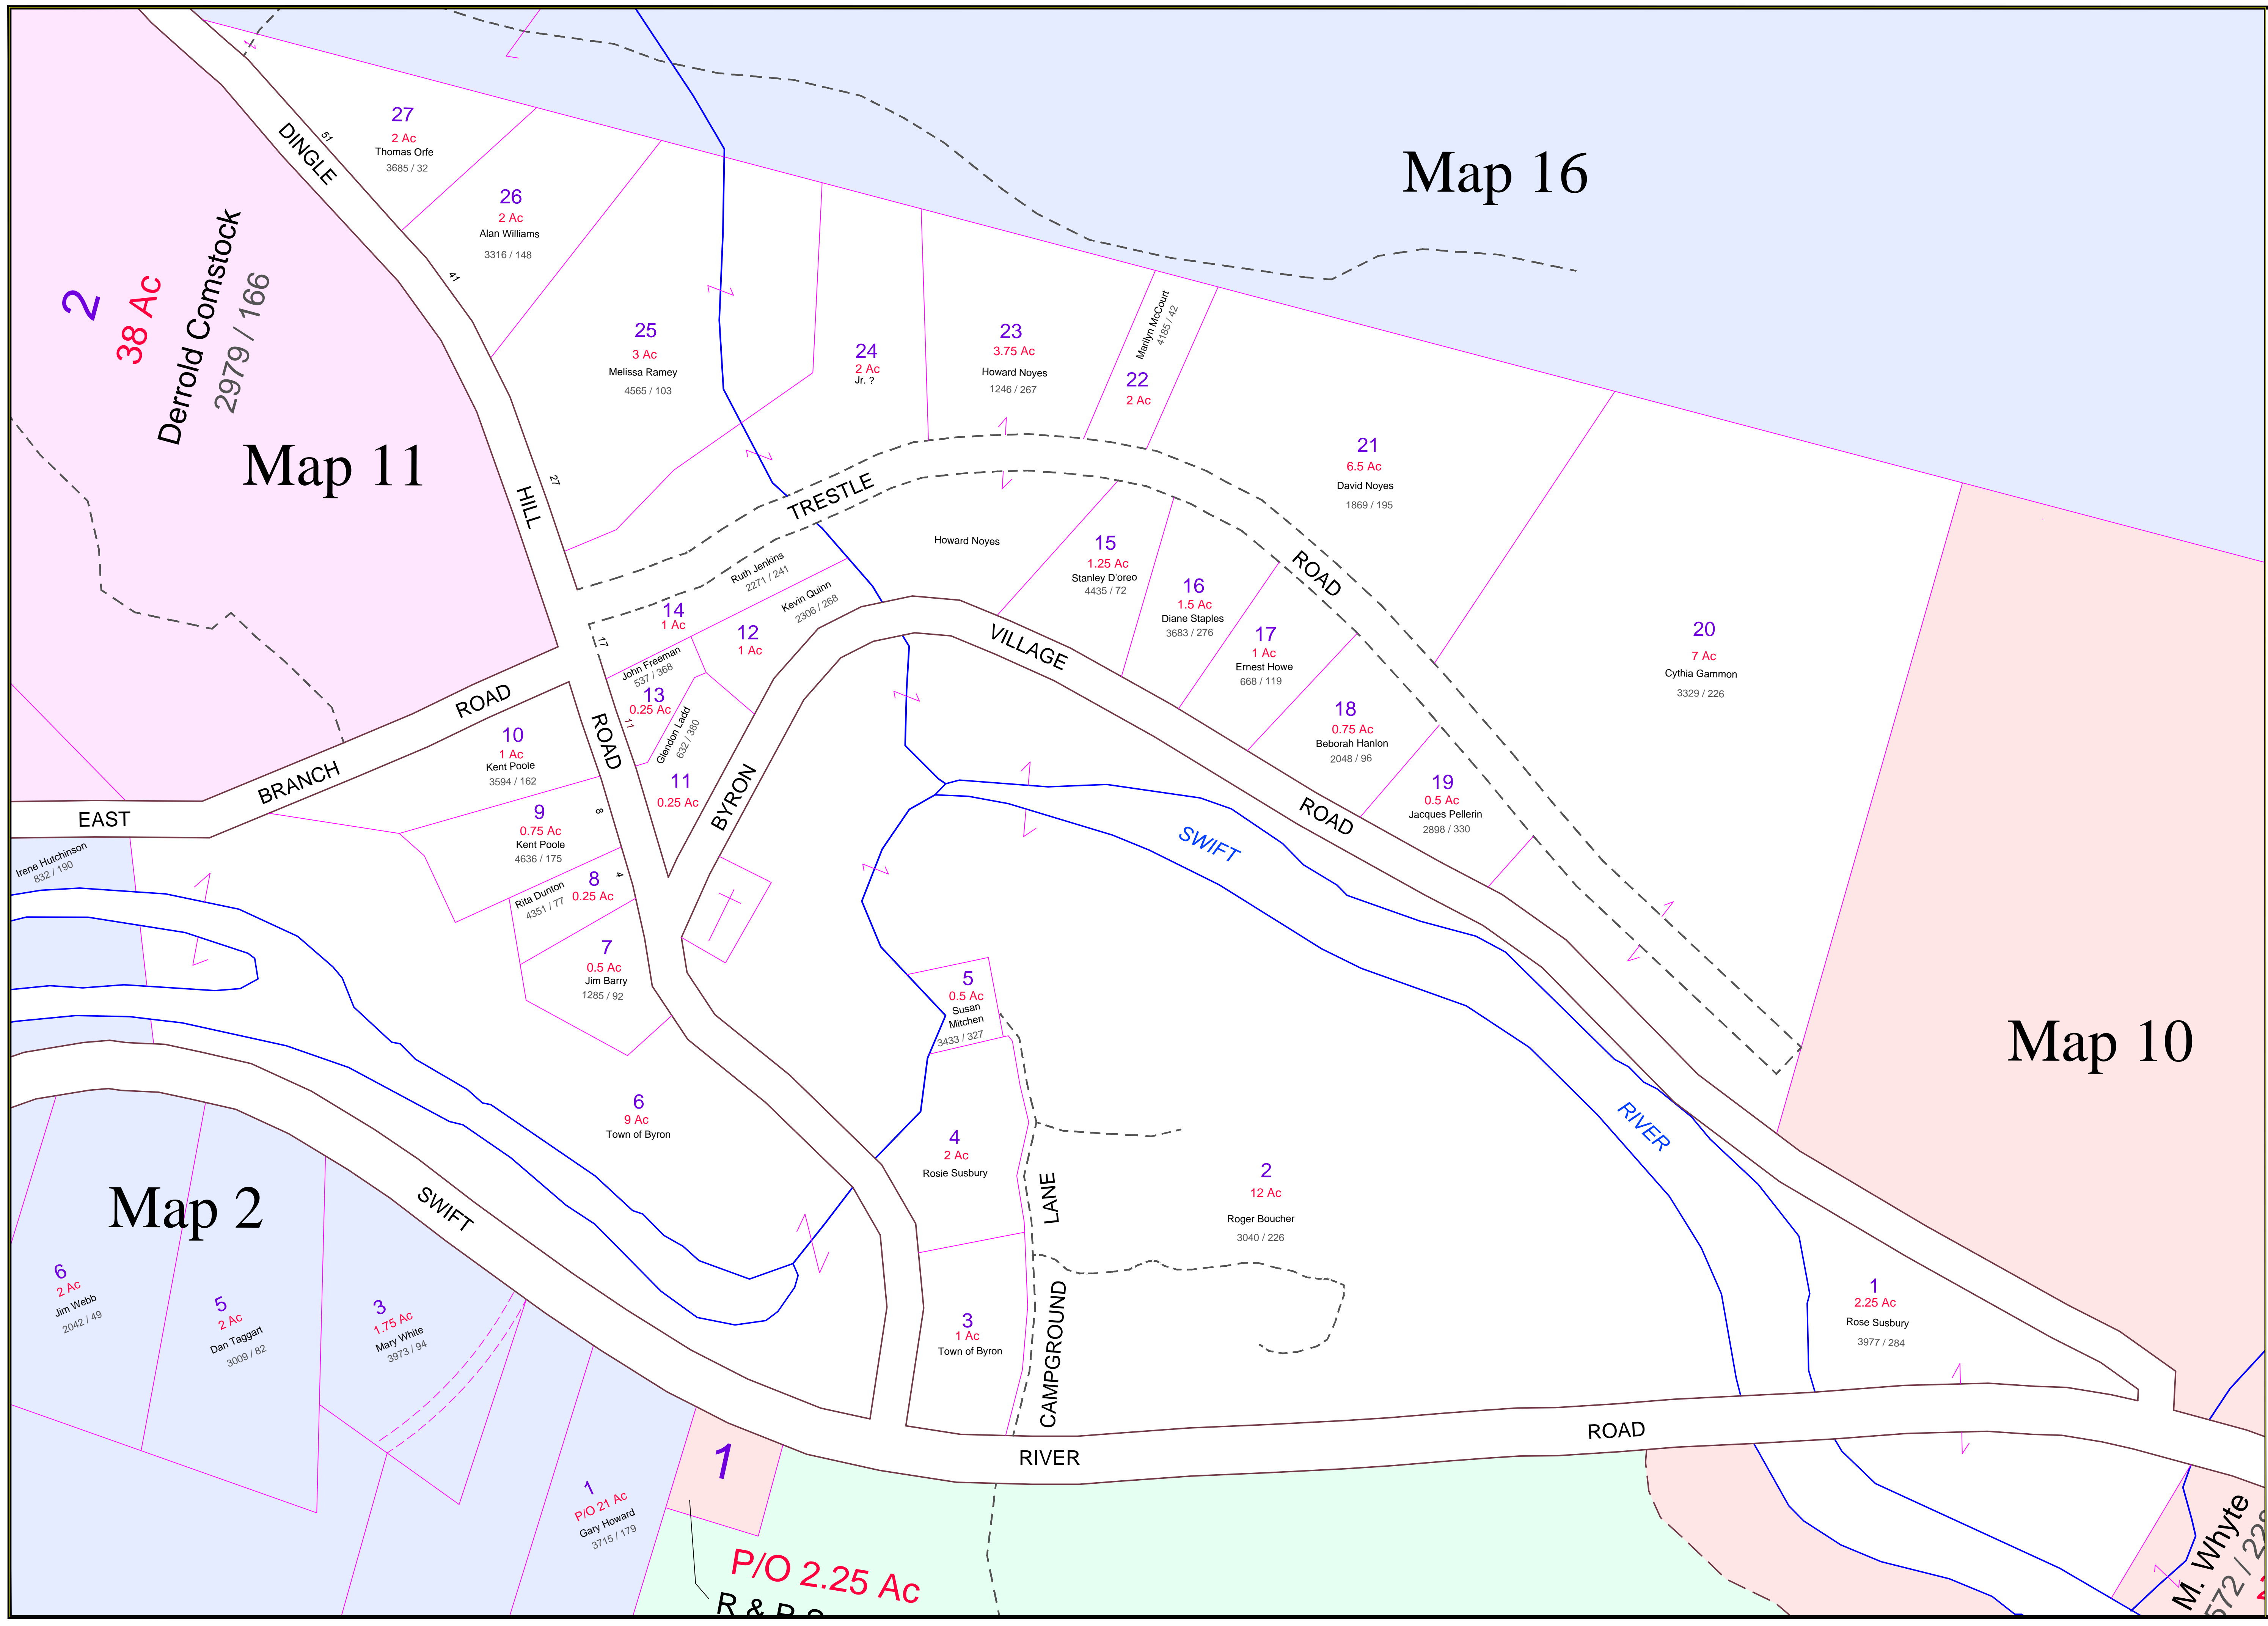 Map 16
27
2 Ac
Thomas Orfe
3685 / 32
51
DINGLE
26
2 Ac
Alan Williams
3316 / 148
41
2
38 Ac
Derrold Comstock
2979 / 166
Map 11
25
3 Ac
Melissa Ramey
4565 / 103
24
2 Ac
Jr. ?
23
3.75 Ac
Howard Noyes
1246 / 267
Marilyn McCourt
4185 / 42
22
2 Ac
21
6.5 Ac
David Noyes
1869 / 195
27
HILL
TRESTLE
ROAD
Howard Noyes
15
1.25 Ac
Stanley D'oreo
4435 / 72
16
1.5 Ac
Diane Staples
3683 / 276
17
1 Ac
Ernest Howe
668 / 119
18
0.75 Ac
Beborah Hanlon
2048 / 96
19
0.5 Ac
Jacques Pellerin
2898 / 330
20
7 Ac
Cythia Gammon
3329 / 226
Ruth Jenkins
2271 / 241
14
1 Ac
17
Kevin Quinn
2306 / 268
12
1 Ac
John Freeman
537 / 368
13
0.25 Ac
11
Glendon Ladd
632 / 380
11
0.25 Ac
BYRON
VILLAGE
ROAD
EAST
BRANCH
ROAD
ROAD
10
1 Ac
Kent Poole
3594 / 162
9
0.75 Ac
Kent Poole
4636 / 175
8
Rita Dunton
4351 / 77
8
0.25 Ac
4
7
0.5 Ac
Jim Barry
1285 / 92
Irene Hutchinson
832 / 190
SWIFT
RIVER
5
0.5 Ac
Susan
Mitchen
3433 / 327
Map 10
6
9 Ac
Town of Byron
4
2 Ac
Rosie Susbury
2
12 Ac
Roger Boucher
3040 / 226
CAMPGROUND
LANE
3
1 Ac
Town of Byron
1
2.25 Ac
Rose Susbury
3977 / 284
Map 2
SWIFT
RIVER
ROAD
6
2 Ac
Jim Webb
2042 / 49
5
2 Ac
Dan Taggart
3009 / 82
3
1.75 Ac
Mary White
3973 / 94
1
P/O 21 Ac
Gary Howard
3715 / 179
1
P/O 2.25 Ac
R & B
M. Whyte
572 / 22